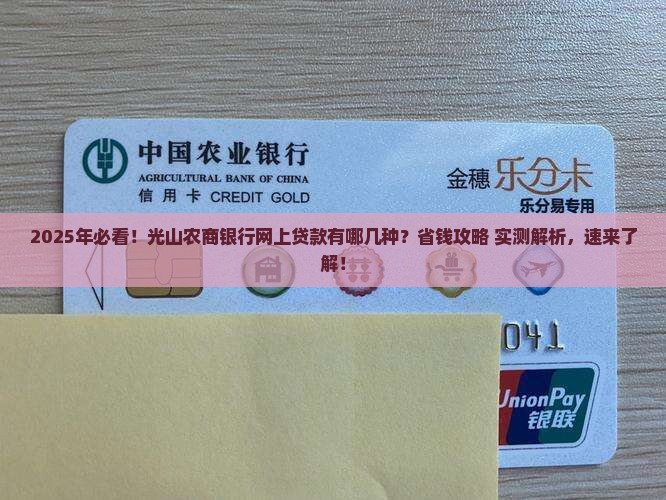 中国农业银行
AGRICULTURAL BANK OF CHINA
信用卡 CREDIT GOLD
金穗 乐分卡
乐分易专用
2025年必看！光山农商银行网上贷款有哪几种？省钱攻略 实测解析，速来了
解！
041
UnionPay
银联